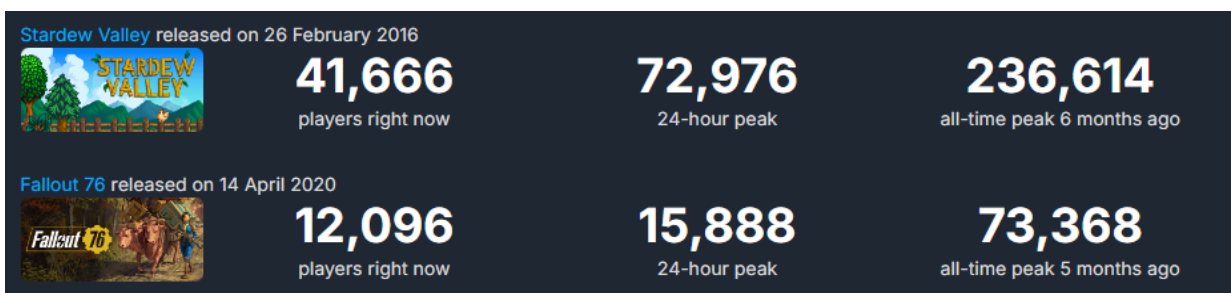 Stardew Valley released on 26 February 2016
STARDEW
VALLEY
41,666
players right now
72,976
24-hour peak
236,614
all-time peak 6 months ago
Fallout 76 released on 14 April 2020
Fallout 76
12,096
players right now
15,888
24-hour peak
73,368
all-time peak 5 months ago